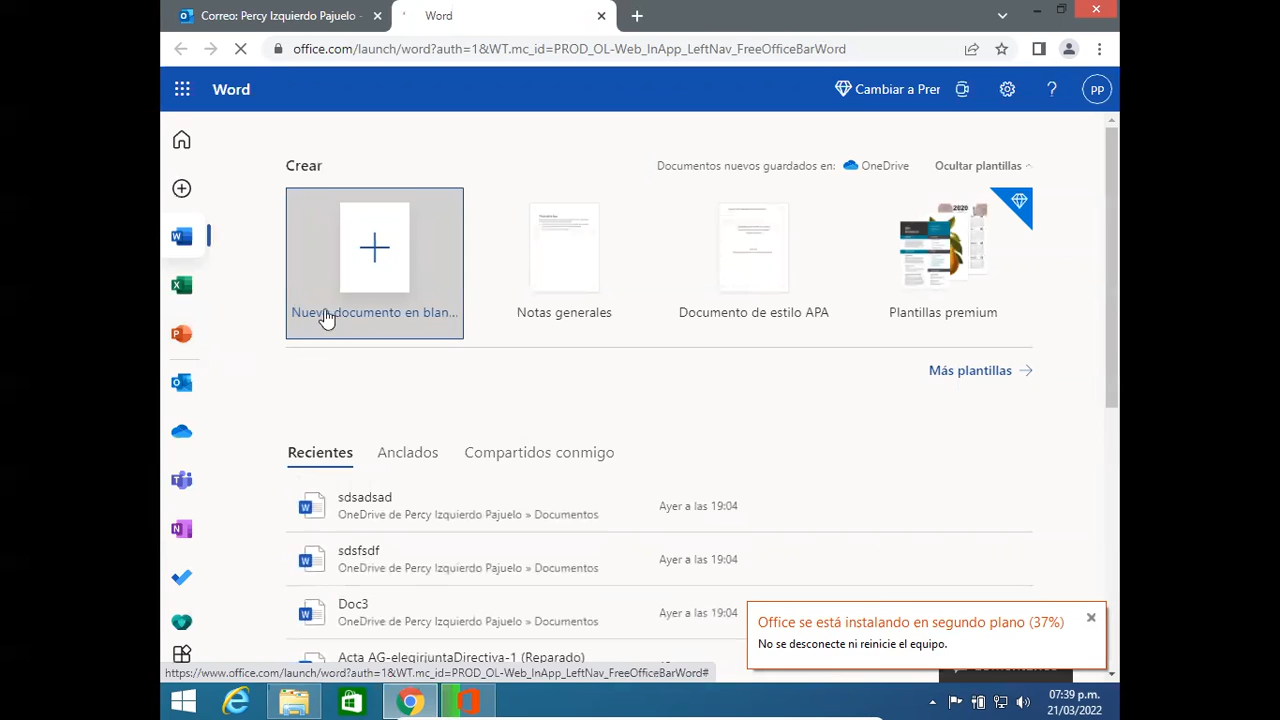 Correo: Percy Izquierdo Pajuelo -
Word
office.com/launch/word?auth=1&WT.mc_id=PROD_OL-Web_InApp_LeftNav_FreeOfficeBarWord
Word
Cambiar a Prer
?
PP
Crear
Documentos nuevos guardados en: OneDrive
Ocultar plantillas
Nuevo documento en blan...
Notas generales
Documento de estilo APA
2020
Plantillas premium
Más plantillas
Recientes
Anclados
Compartidos conmigo
sdsadsad
OneDrive de Percy Izquierdo Pajuelo » Documentos
Ayer a las 19:04
sdsfsdf
OneDrive de Percy Izquierdo Pajuelo » Documentos
Ayer a las 19:04
Doc3
OneDrive de Percy Izquierdo Pajuelo » Documentos
Ayer a las 19:04
Acta AG-elegirjuntaDirectiva-1 (Reparado)
Office se está instalando en segundo plano (37%)
No se desconecte ni reinicie el equipo.
https://www.office.com/launch/word?auth=1&WT.mc_id=PROD_OL-Web_InApp_LeftNav_FreeOfficeBarWord#
07:39 p.m.
21/03/2022